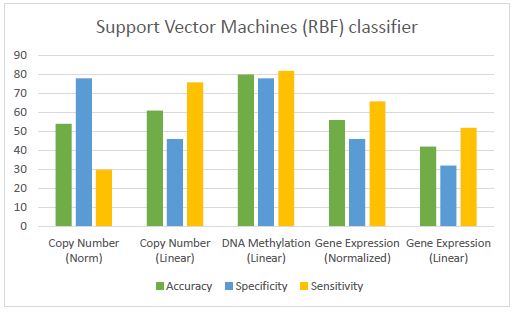 Support Vector Machines (RBF) classifier
90
80
70
60
50
40
30
20
10
0
Copy Number Copy Number DNA Methylation Gene Expression Gene Expression
(Norm) (Linear) (Linear) (Normalized) (Linear)
Accuracy Specificity Sensitivity